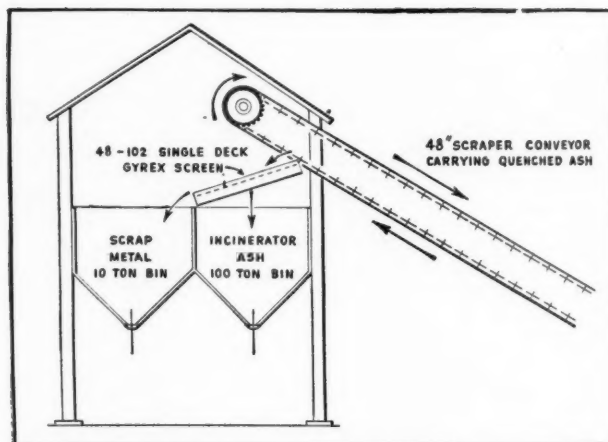 48-102 SINGLE DECK
GYREX SCREEN
48" SCRAPER CONVEYOR
CARRYING QUENCHED ASH
SCRAP
METAL
10 TON BIN
INCINERATOR
ASH
100 TON BIN